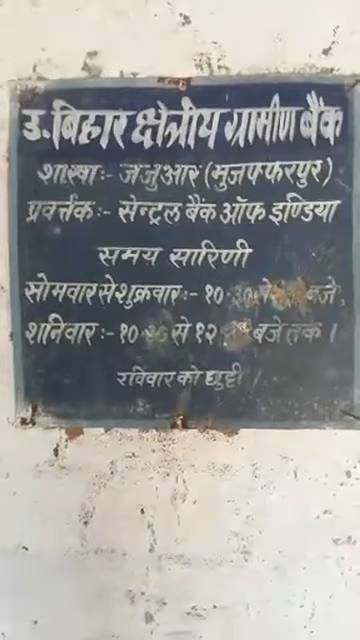 उ. बिहार क्षेत्रीय ग्रामीण बैंक
शाखा:- जजुआर (मुजफ्फरपुर)
प्रवर्त्तक:- सेन्ट्रल बैंक ऑफ इण्डिया
समय सारिणी
सोमवार से शुक्रवार:- १० बजे
शनिवार:- १० से १२ बजे तक।
रविवार को छुट्टी।